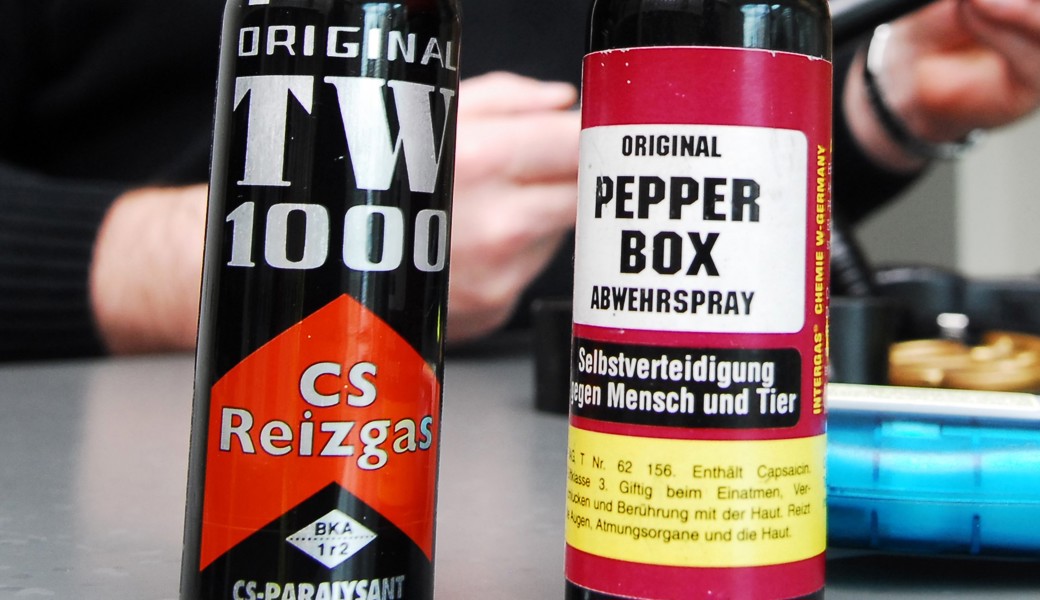 ORIGINAL
TW
1000
CS
Reizgas
BKA
1r2
CS-PARALYSANT
ORIGINAL
PEPPER
BOX
ABWEHRSPRAY
Selbstverteidigung
gegen Mensch und Tier
T Nr. 62 156. Enthält Capsaicin.
3. Giftig beim Einatmen, Ver-
schlucken und Berührung mit der Haut. Reizt
Augen, Atmungsorgane und die Haut.
INTERGAS® CHEMIE W-GERMANY